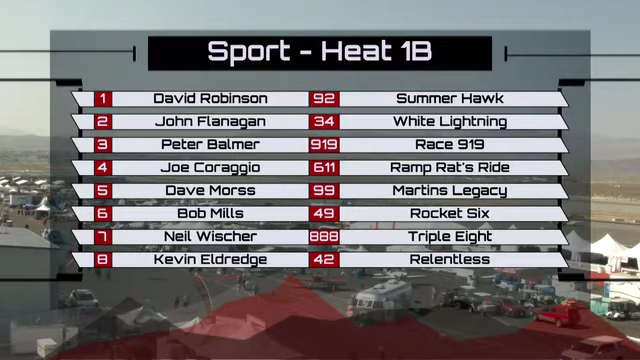 Sport - Heat 1B
1 David Robinson 92 Summer Hawk
2 John Flanagan 34 White Lightning
3 Peter Balmer 919 Race 919
4 Joe Coraggio 611 Ramp Rat's Ride
5 Dave Morss 99 Martins Legacy
6 Bob Mills 49 Rocket Six
7 Neil Wischer 888 Triple Eight
8 Kevin Eldredge 42 Relentless